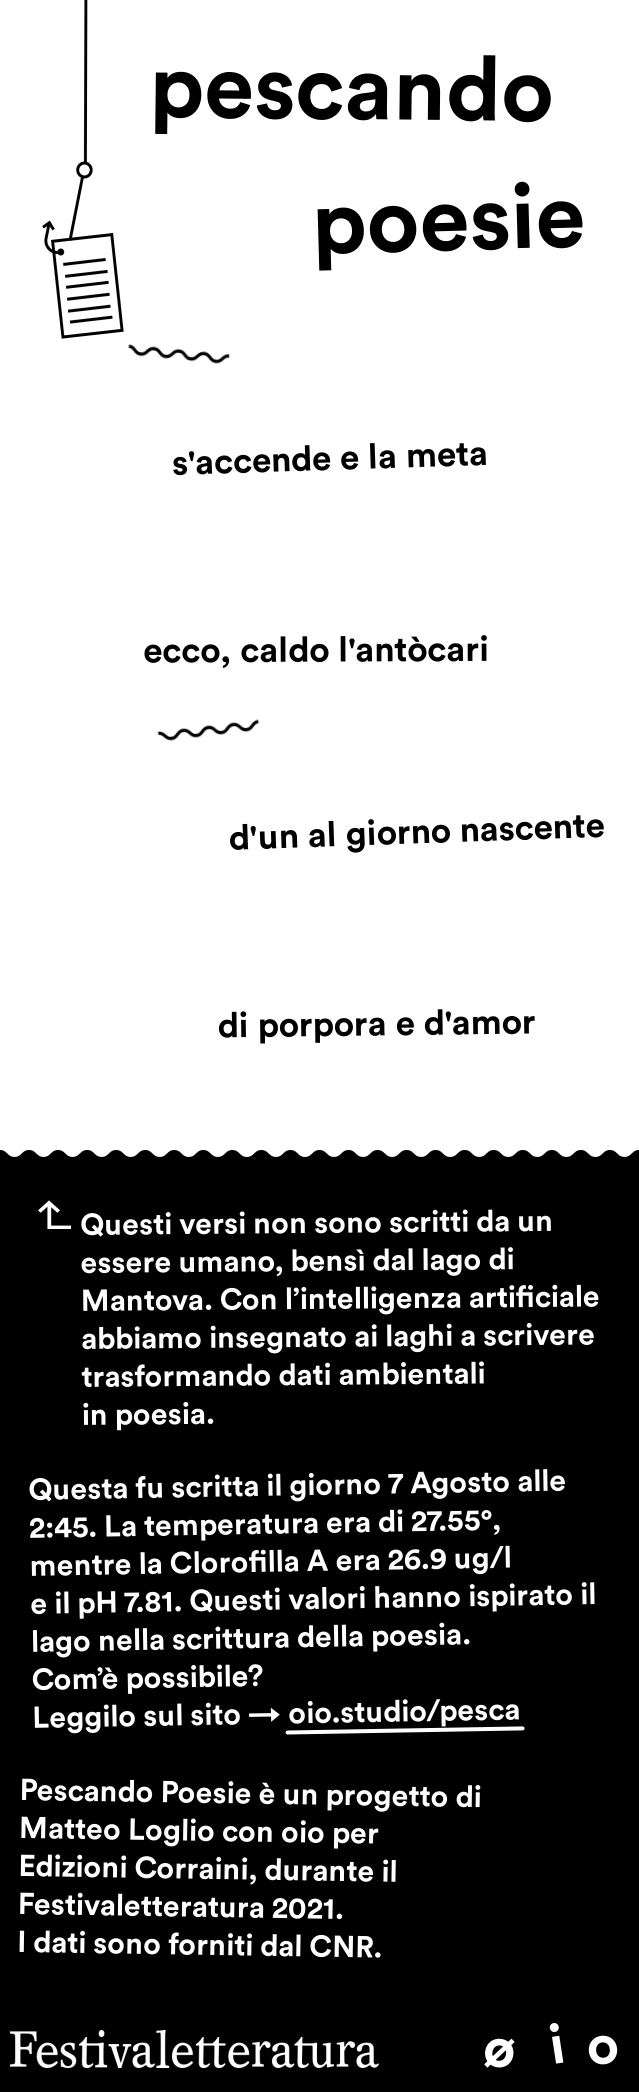 pescando
poesie
s'accende e la meta
ecco, caldo l'antòcari
d'un al giorno nascente
di porpora e d'amor
Questi versi non sono scritti da un
essere umano, bensì dal lago di
Mantova. Con l’intelligenza artificiale
abbiamo insegnato ai laghi a scrivere
trasformando dati ambientali
in poesia.
Questa fu scritta il giorno 7 Agosto alle
2:45. La temperatura era di 27.55°,
mentre la Clorofilla A era 26.9 ug/l
e il pH 7.81. Questi valori hanno ispirato il
lago nella scrittura della poesia.
Com’è possibile?
Leggilo sul sito → oio.studio/pesca
Pescando Poesie è un progetto di
Matteo Loglio con oio per
Edizioni Corraini, durante il
Festivaletteratura 2021.
I dati sono forniti dal CNR.
Festivaletteratura
ø i o